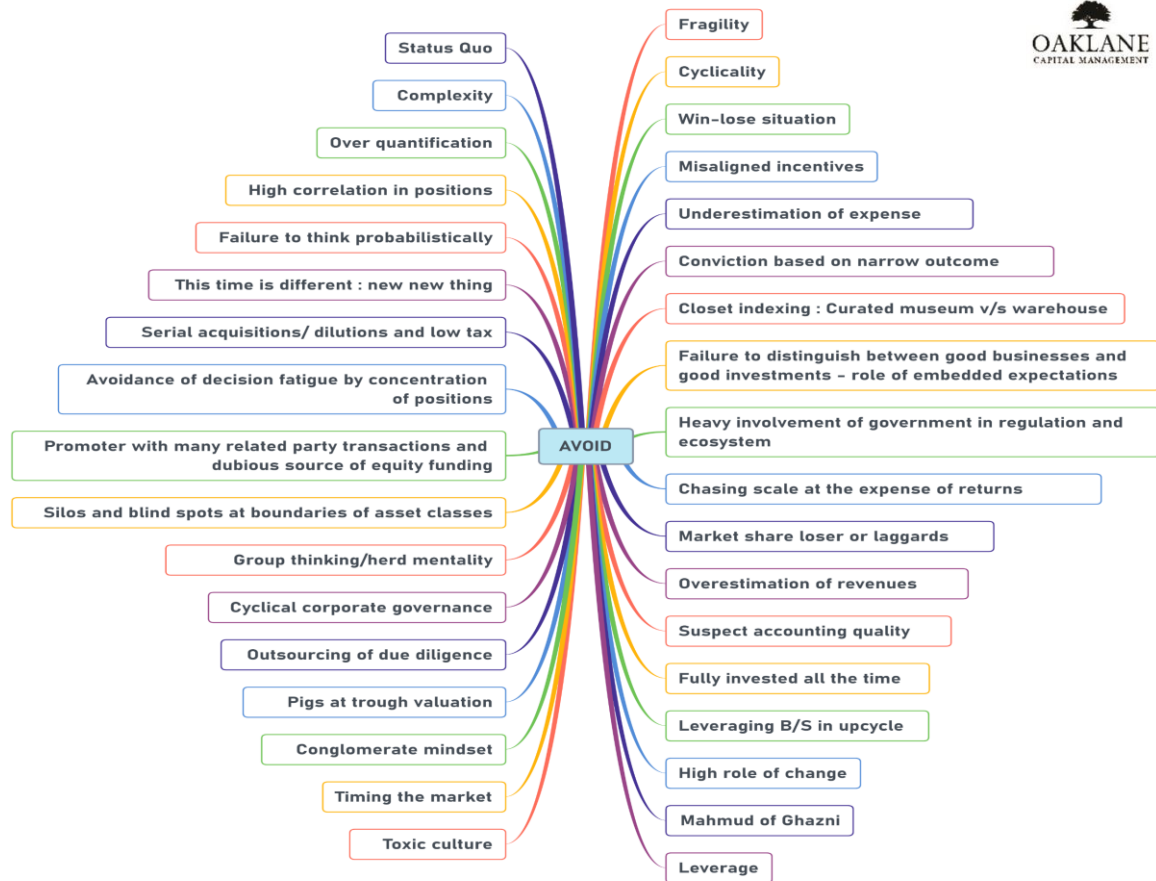 OAKLANE
CAPITAL MANAGEMENT
AVOID
Status Quo
Complexity
Over quantification
High correlation in positions
Failure to think probabilistically
This time is different : new new thing
Serial acquisitions/ dilutions and low tax
Avoidance of decision fatigue by concentration
of positions
Promoter with many related party transactions and
dubious source of equity funding
Silos and blind spots at boundaries of asset classes
Group thinking/herd mentality
Cyclical corporate governance
Outsourcing of due diligence
Pigs at trough valuation
Conglomerate mindset
Timing the market
Toxic culture
Fragility
Cyclicality
Win-lose situation
Misaligned incentives
Underestimation of expense
Conviction based on narrow outcome
Closet indexing : Curated museum v/s warehouse
Failure to distinguish between good businesses and
good investments - role of embedded expectations
Heavy involvement of government in regulation and
ecosystem
Chasing scale at the expense of returns
Market share loser or laggards
Overestimation of revenues
Suspect accounting quality
Fully invested all the time
Leveraging B/S in upcycle
High role of change
Mahmud of Ghazni
Leverage